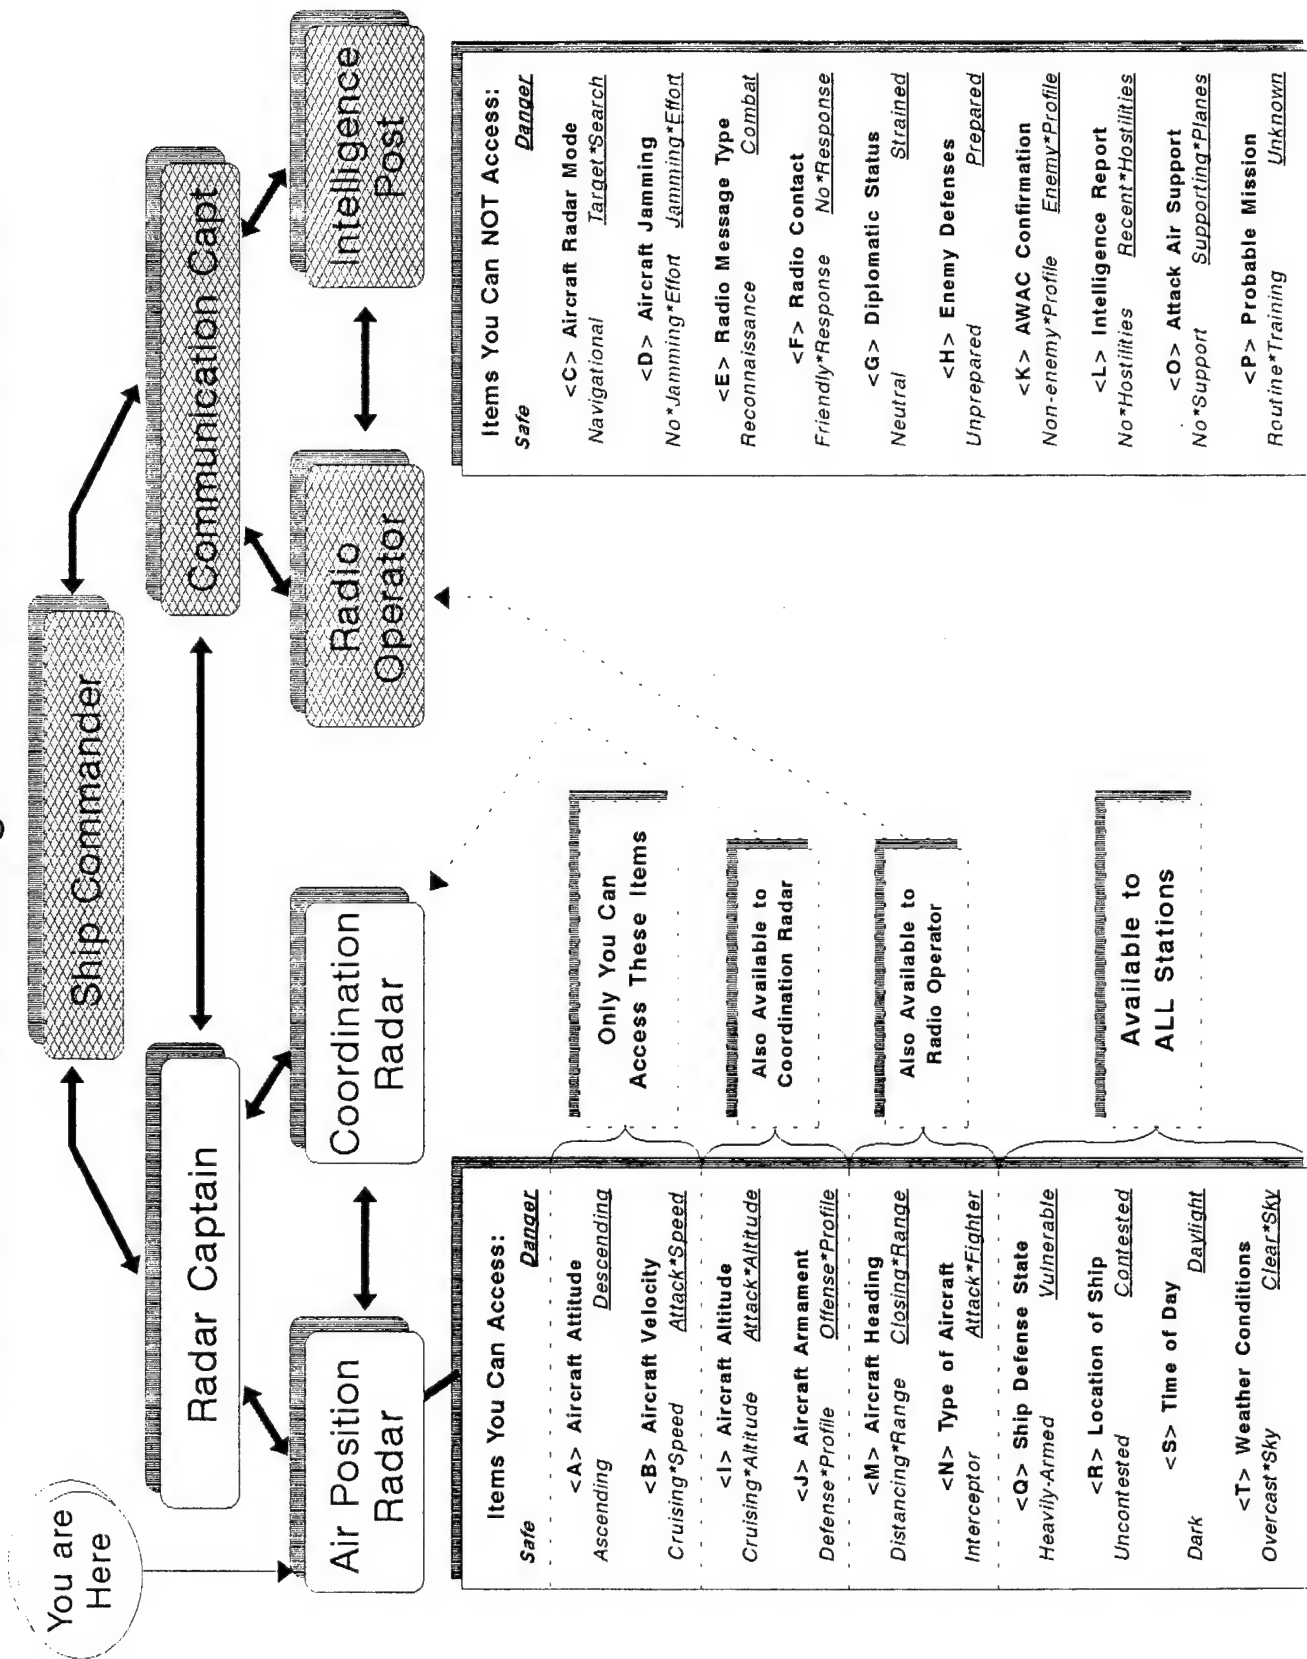 You are
Here
Ship Commander
Radar Captain
Communication Capt
Air Position
Radar
Coordination
Radar
Radio
Operator
Intelligence
Post
Items You Can Access:
Safe Danger
<A> Aircraft Attitude
Ascending Descending
<B> Aircraft Velocity
Cruising*Speed Attack*Speed
<I> Aircraft Altitude
Cruising*Altitude Attack*Altitude
<J> Aircraft Armament
Defense*Profile Offense*Profile
<M> Aircraft Heading
Distancing*Range Closing*Range
<N> Type of Aircraft
Interceptor Attack*Fighter
<Q> Ship Defense State
Heavily-Armed Vulnerable
<R> Location of Ship
Uncontested Contested
<S> Time of Day
Dark Daylight
<T> Weather Conditions
Overcast*Sky Clear*Sky
Only You Can
Access These Items
Also Available to
Coordination Radar
Also Available to
Radio Operator
Available to
ALL Stations
Items You Can NOT Access:
Safe Danger
<C> Aircraft Radar Mode
Navigational Target*Search
<D> Aircraft Jamming
No*Jamming*Effort Jamming*Effort
<E> Radio Message Type
Reconnaissance Combat
<F> Radio Contact
Friendly*Response No*Response
<G> Diplomatic Status
Neutral Strained
<H> Enemy Defenses
Unprepared Prepared
<K> AWAC Confirmation
Non-enemy*Profile Enemy*Profile
<L> Intelligence Report
No*Hostilities Recent*Hostilities
<O> Attack Air Support
No*Support Supporting*Planes
<P> Probable Mission
Routine*Training Unknown